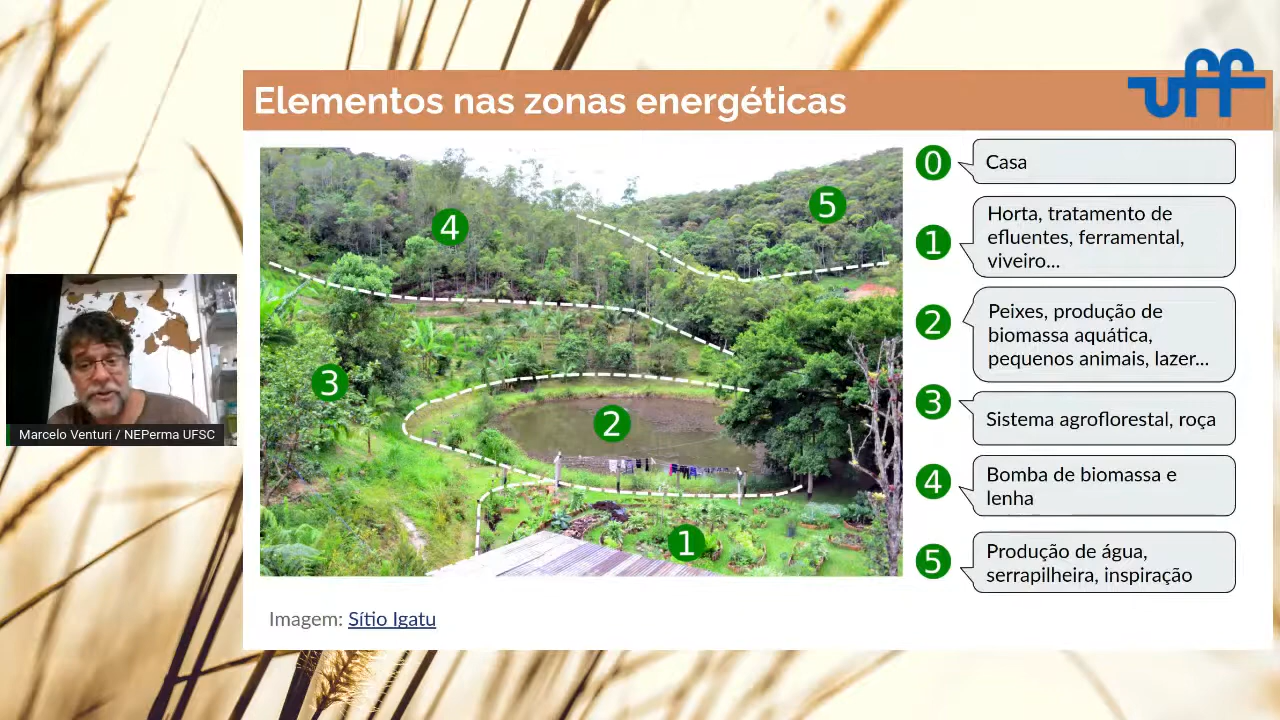 Elementos nas zonas energéticas
uff
4
5
3
2
1
0
Casa
1
Horta, tratamento de
efluentes, ferramental,
viveiro...
2
Peixes, produção de
biomassa aquática,
pequenos animais, lazer...
3
Sistema agroflorestal, roça
4
Bomba de biomassa e
lenha
5
Produção de água,
serrapilheira, inspiração
Imagem: Sítio Igatu
Marcelo Venturi / NEPerma UFSC